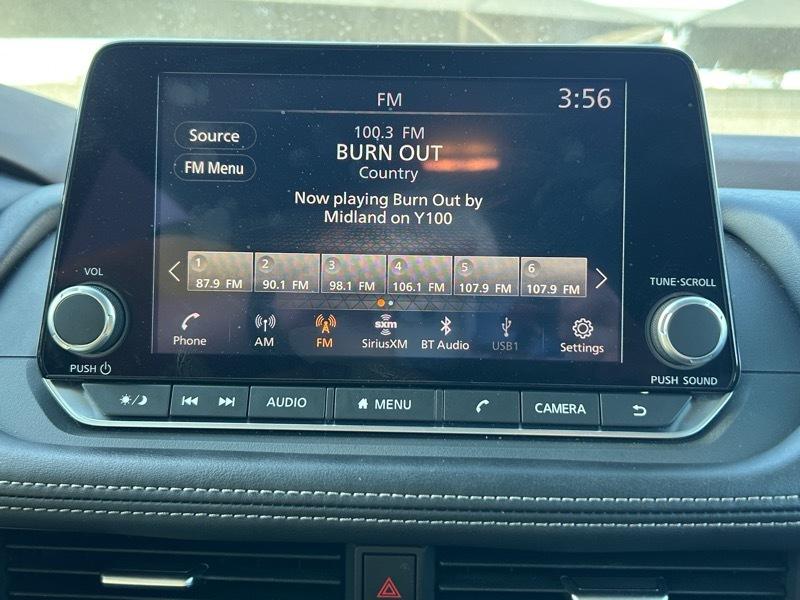 FM
3:56
Source
100.3 FM
BURN OUT
FM Menu
Country
Now playing Burn Out by
Midland on Y100
1 2 3 4 5 6
87.9 FM 90.1 FM 98.1 FM 106.1 FM 107.9 FM 107.9 FM
VOL
TUNE·SCROLL
sxm
Phone AM FM SiriusXM BT Audio USB1 Settings
PUSH
PUSH SOUND
AUDIO MENU CAMERA